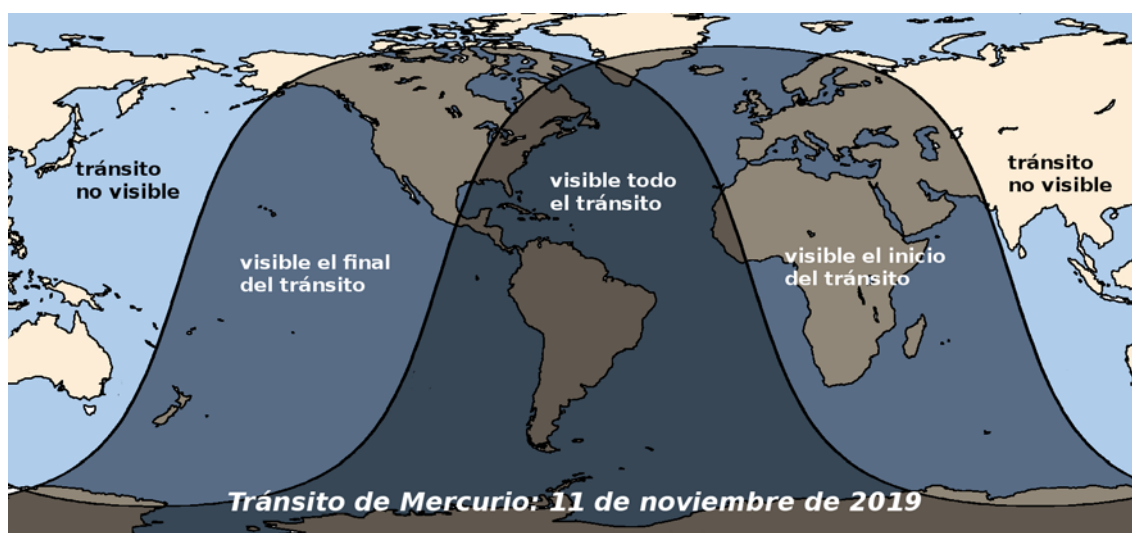 tránsito
no visible
visible el final
del tránsito
visible todo
el tránsito
visible el inicio
del tránsito
tránsito
no visible
Tránsito de Mercurio: 11 de noviembre de 2019